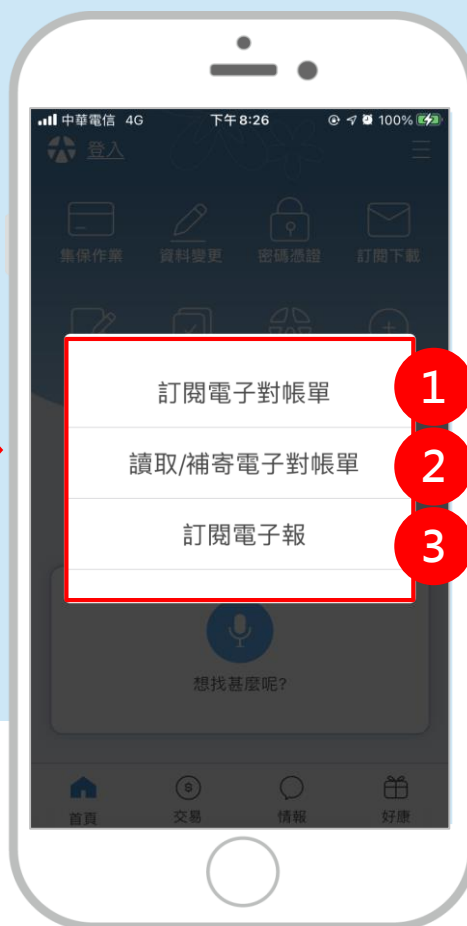 中華電信 4G 下午8:26 100%
登入
集保作業 資料變更 密碼憑證 訂閱下載
訂閱電子對帳單 1
讀取/補寄電子對帳單 2
訂閱電子報 3
想找甚麼呢?
首頁 交易 情報 好康